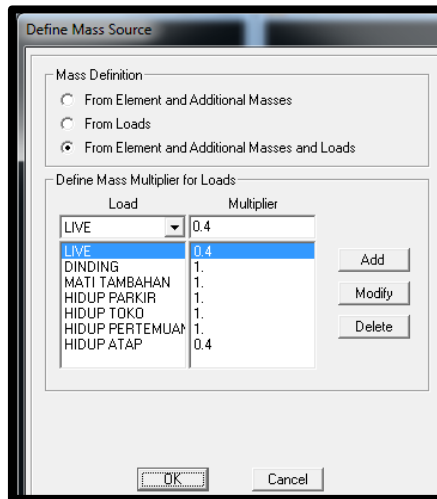 Define Mass Source
Mass Definition
From Element and Additional Masses
From Loads
From Element and Additional Masses and Loads
Define Mass Multiplier for Loads
Load Multiplier
LIVE 0.4
LIVE 0.4
DINDING 1.
MATI TAMBAHAN 1.
HIDUP PARKIR 1.
HIDUP TOKO 1.
HIDUP PERTEMUAN 1.
HIDUP ATAP 0.4
Add
Modify
Delete
OK Cancel